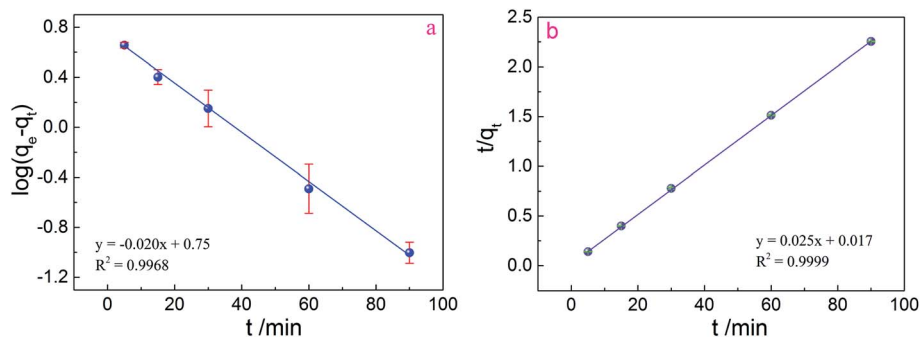 a
0.8
0.4
0.0
-0.4
-0.8
-1.2
log(qe-qt)
y = -0.020x + 0.75
R² = 0.9968
0 20 40 60 80 100
t /min
b
2.5
2.0
1.5
1.0
0.5
0.0
t/qt
y = 0.025x + 0.017
R² = 0.9999
0 20 40 60 80 100
t /min